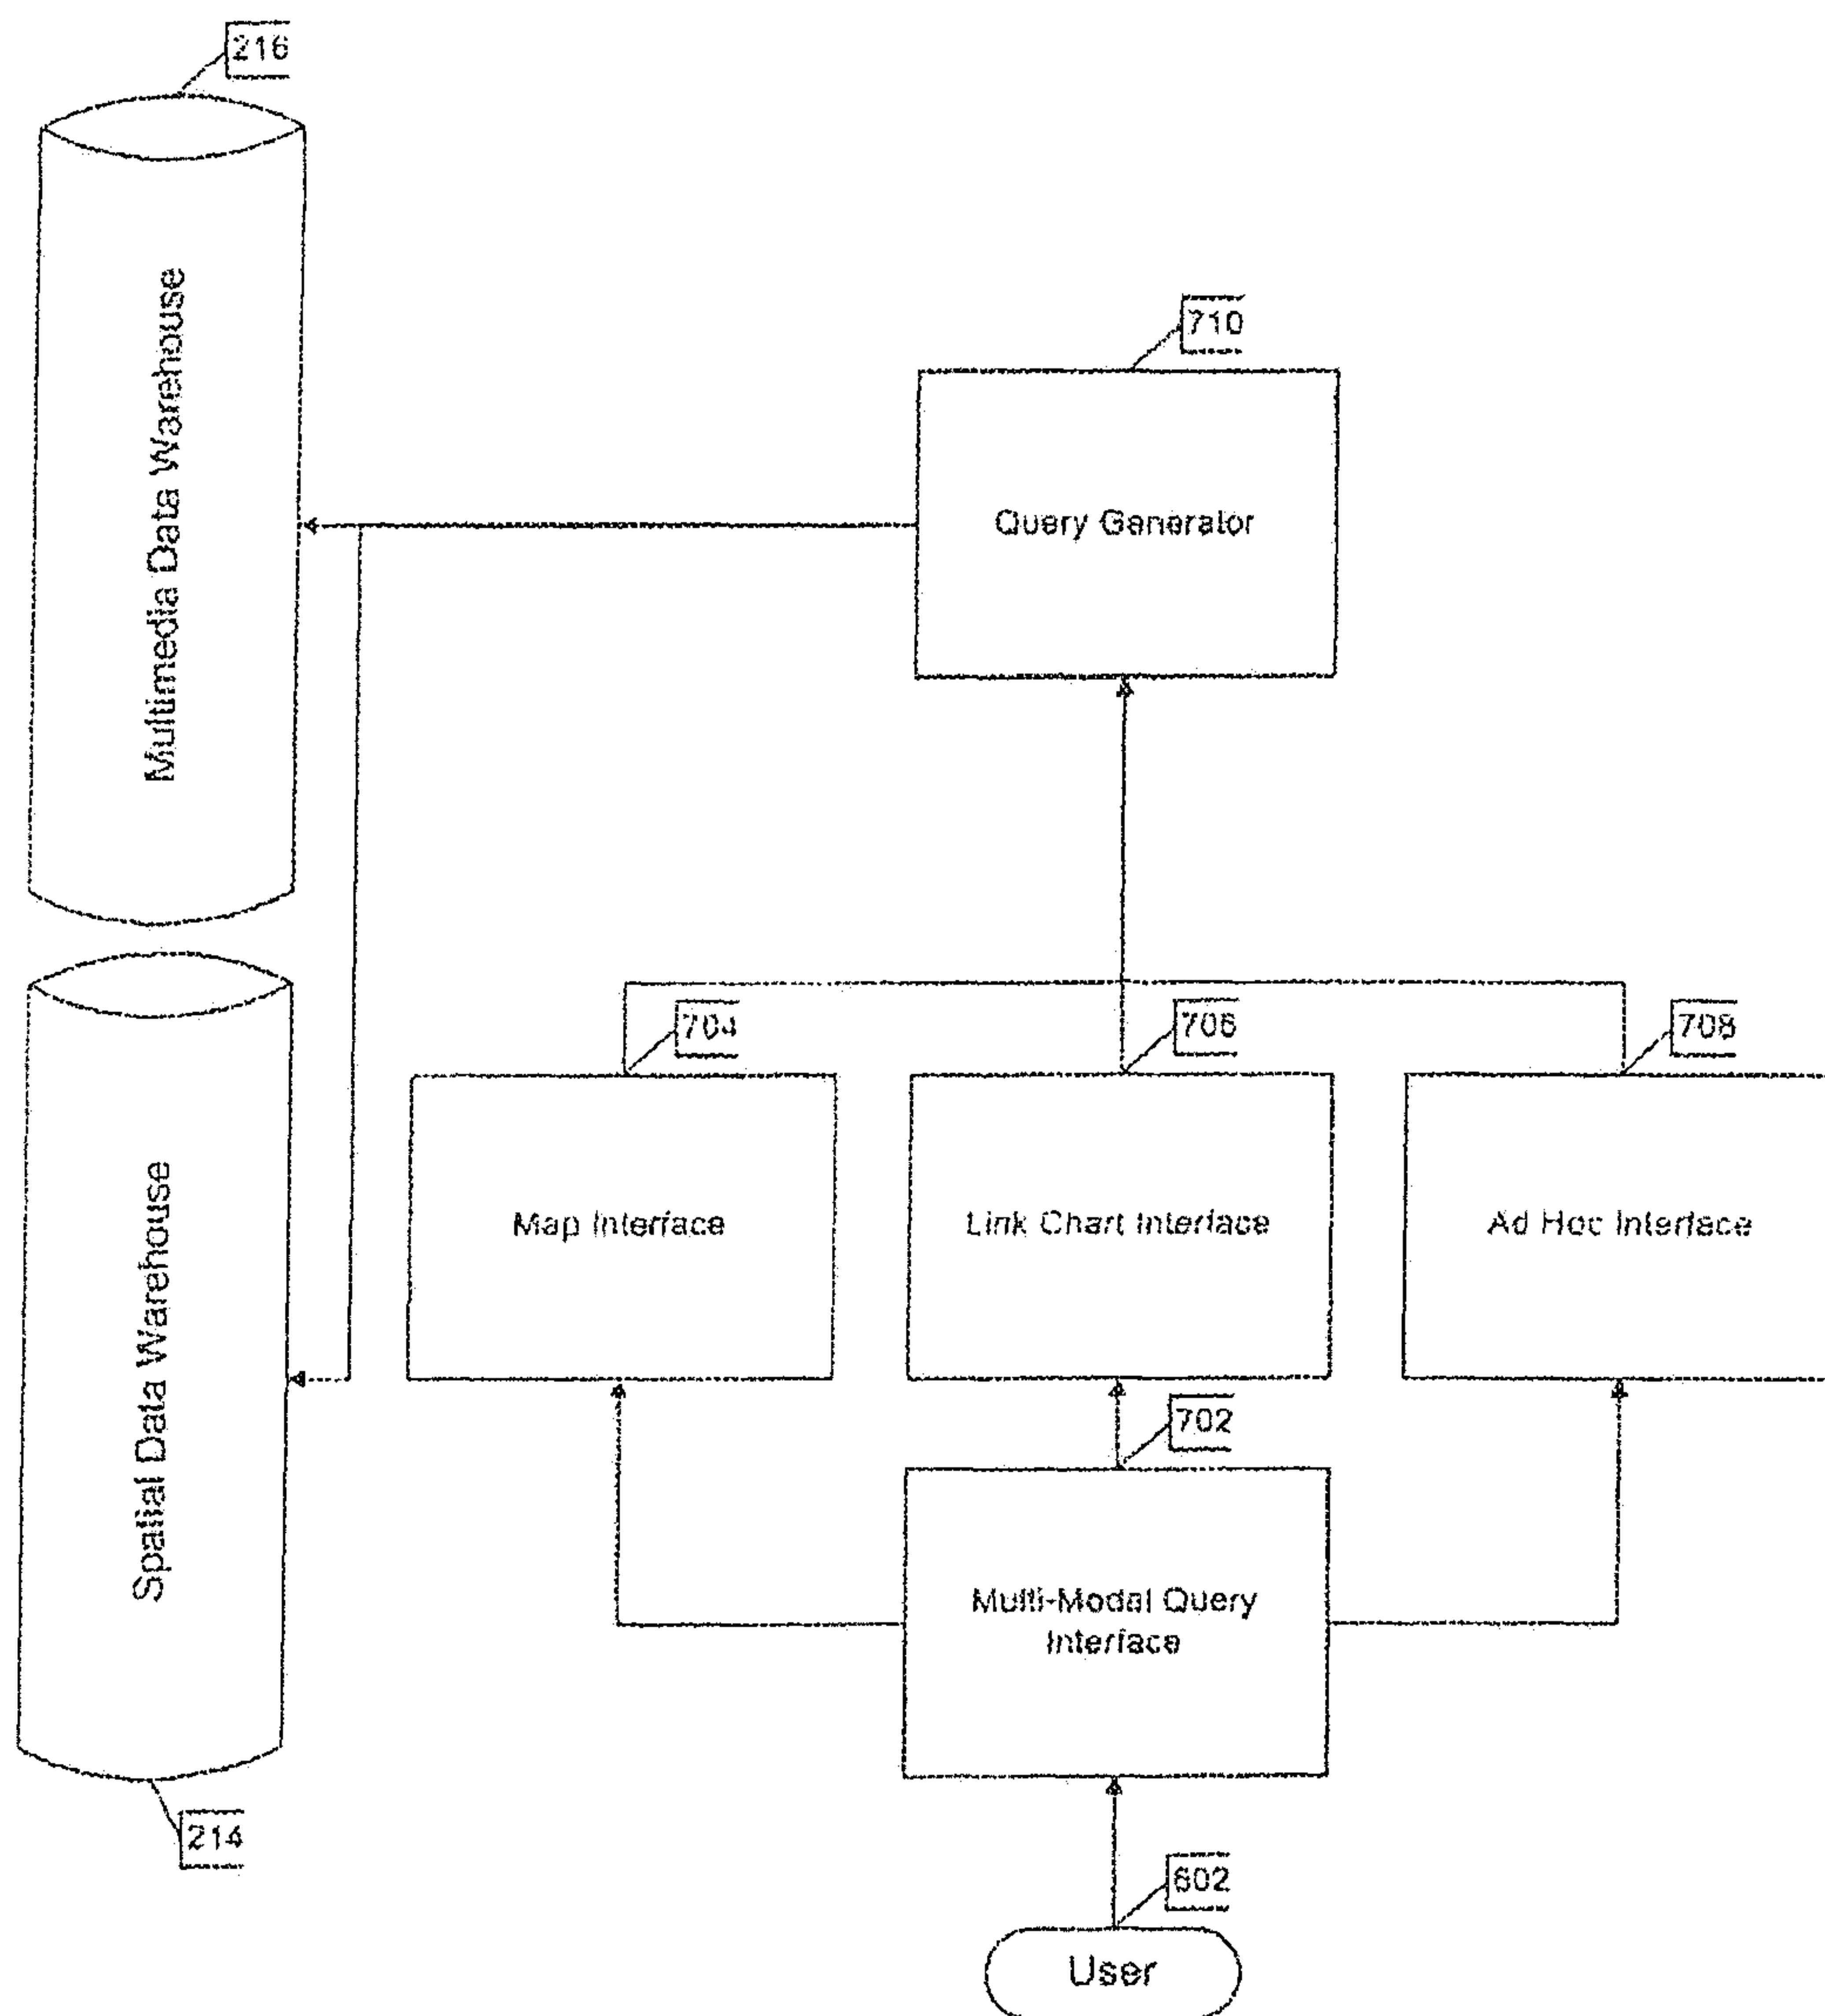 216
Multimedia Data Warehouse
710
Query Generator
704
706
708
Map Interface
Link Chart Interface
Ad Hoc Interface
Spatial Data Warehouse
702
Multi-Modal Query
Interface
214
602
User